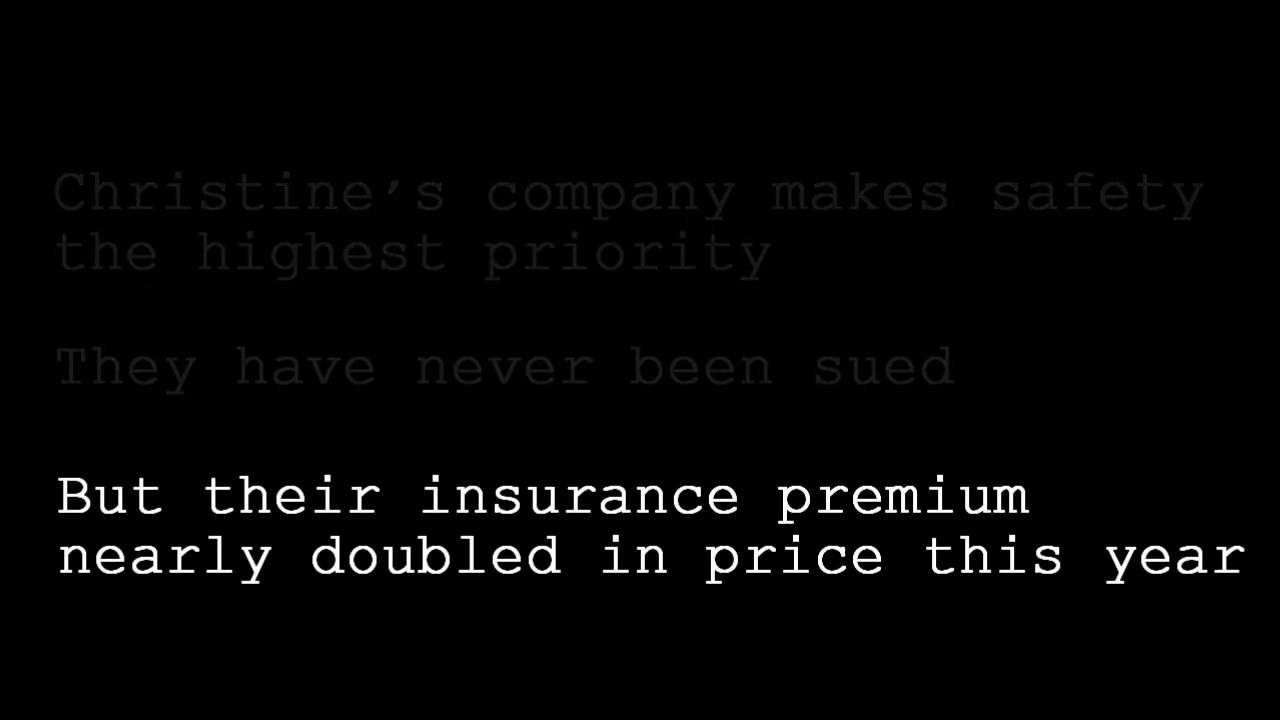 Christine’s company makes safety
the highest priority
They have never been sued
But their insurance premium
nearly doubled in price this year